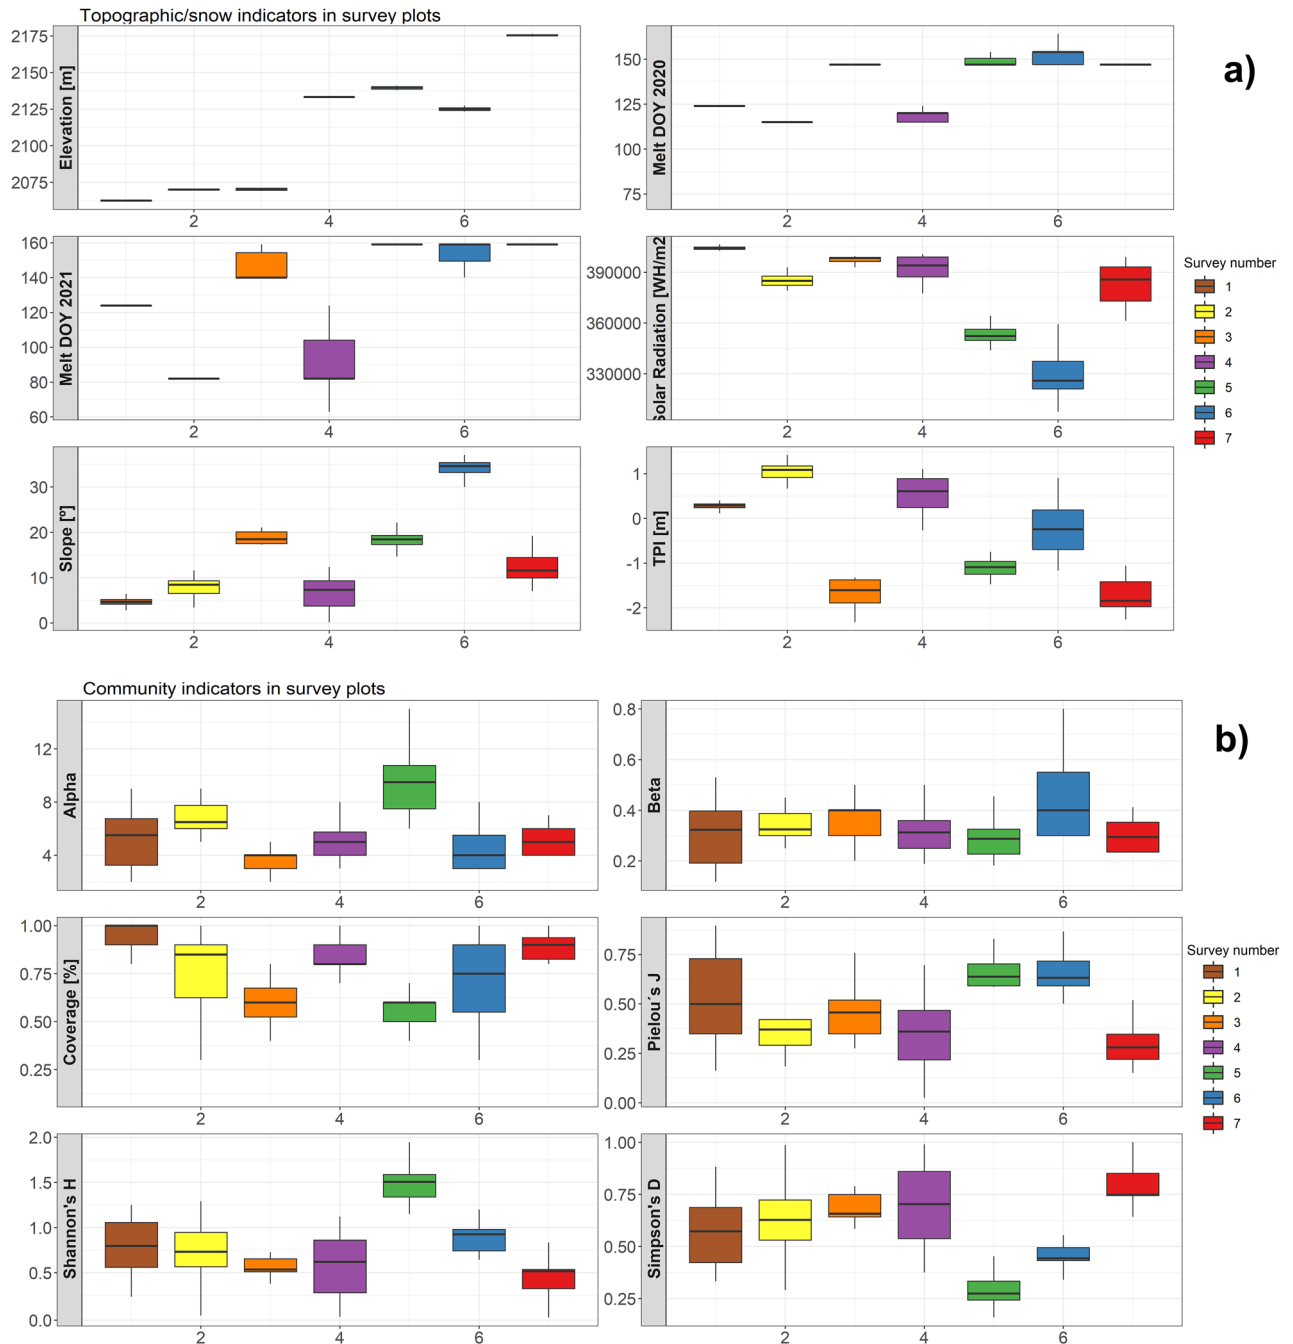 Topographic/snow indicators in survey plots
a)
Elevation [m]
2175
2150
2125
2100
2075
2 4 6
Melt DOY 2020
150
125
100
75
2 4 6
Melt DOY 2021
160
140
120
100
80
60
2 4 6
Solar Radiation [WH/m2]
390000
360000
330000
2 4 6
Slope [º]
30
20
10
0
2 4 6
TPI [m]
1
0
-1
-2
2 4 6
Survey number
1
2
3
4
5
6
7
Community indicators in survey plots
b)
Alpha
12
8
4
2 4 6
Beta
0.8
0.6
0.4
0.2
2 4 6
Coverage [%]
1.00
0.75
0.50
0.25
2 4 6
Pielou´s J
0.75
0.50
0.25
0.00
2 4 6
Shannon's H
2.0
1.5
1.0
0.5
0.0
2 4 6
Simpson's D
1.00
0.75
0.50
0.25
2 4 6
Survey number
1
2
3
4
5
6
7